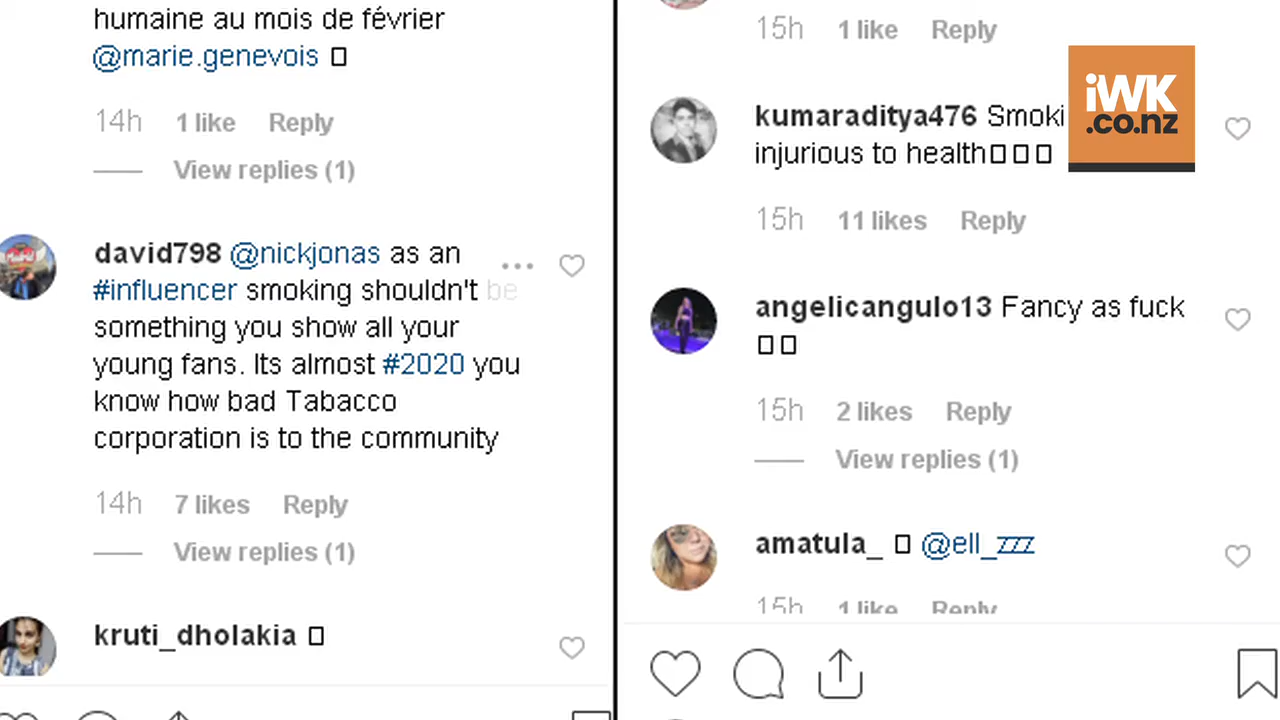 humaine au mois de février
@marie.genevois
14h 1 like Reply
View replies (1)
david798 @nickjonas as an
#influencer smoking shouldn't be
something you show all your
young fans. Its almost #2020 you
know how bad Tabacco
corporation is to the community
14h 7 likes Reply
View replies (1)
kruti_dholakia
15h 1 like Reply
kumaraditya476 Smoki
injurious to health
15h 11 likes Reply
angelicangulo13 Fancy as fuck
15h 2 likes Reply
View replies (1)
amatula_ @ell_zzz
15h 1 like Reply
iWK
.co.nz